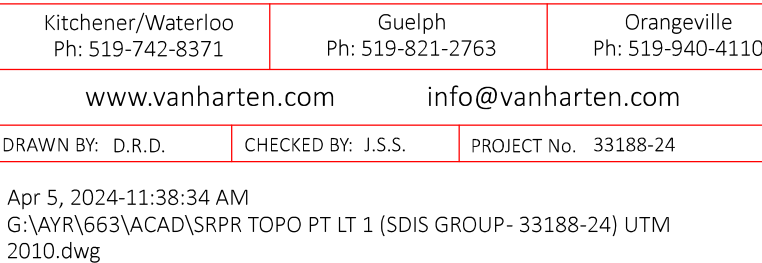 Kitchener/Waterloo Guelph Orangeville
Ph: 519-742-8371 Ph: 519-821-2763 Ph: 519-940-4110
www.vanharten.com info@vanharten.com
DRAWN BY: D.R.D. CHECKED BY: J.S.S. PROJECT No. 33188-24
Apr 5, 2024-11:38:34 AM
G:\AYR\663\ACAD\SRPR TOPO PT LT 1 (SDIS GROUP- 33188-24) UTM
2010.dwg